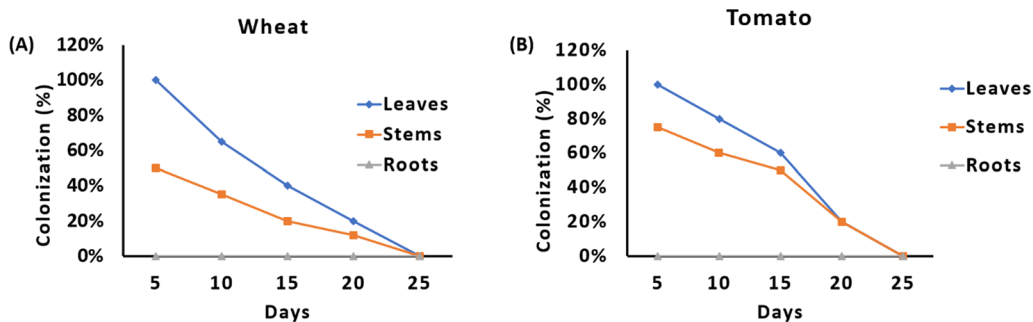 (A)
Wheat
Colonization (%)
120%
100%
80%
60%
40%
20%
0%
5 10 15 20 25
Days
Leaves
Stems
Roots
(B)
Tomato
Colonization (%)
120%
100%
80%
60%
40%
20%
0%
5 10 15 20 25
Days
Leaves
Stems
Roots